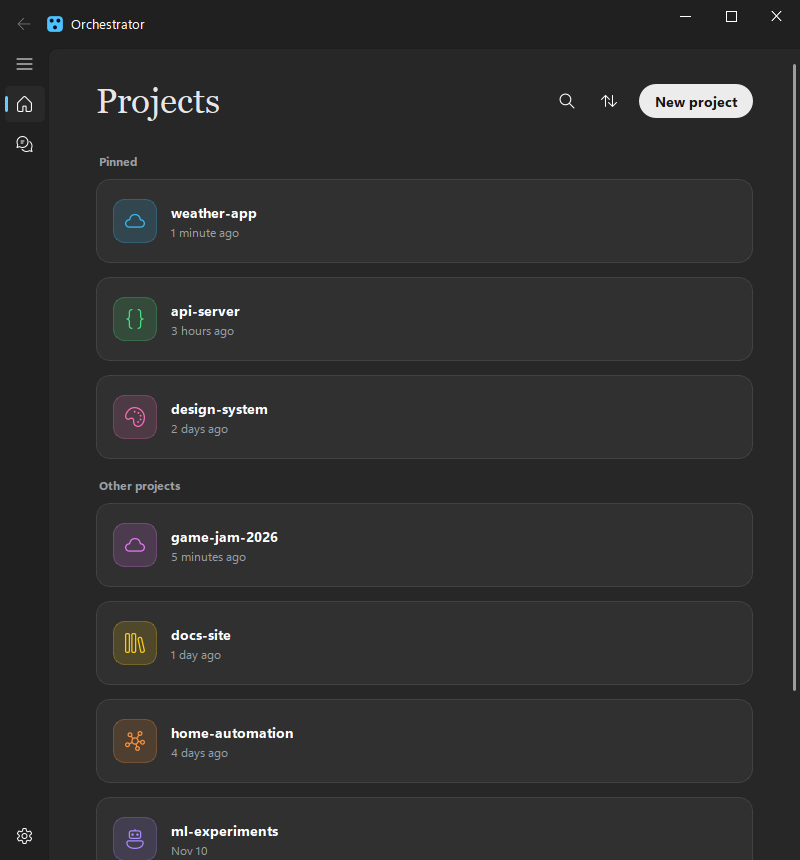 Orchestrator
Projects
New project
Pinned
weather-app
1 minute ago
api-server
3 hours ago
design-system
2 days ago
Other projects
game-jam-2026
5 minutes ago
docs-site
1 day ago
home-automation
4 days ago
ml-experiments
Nov 10